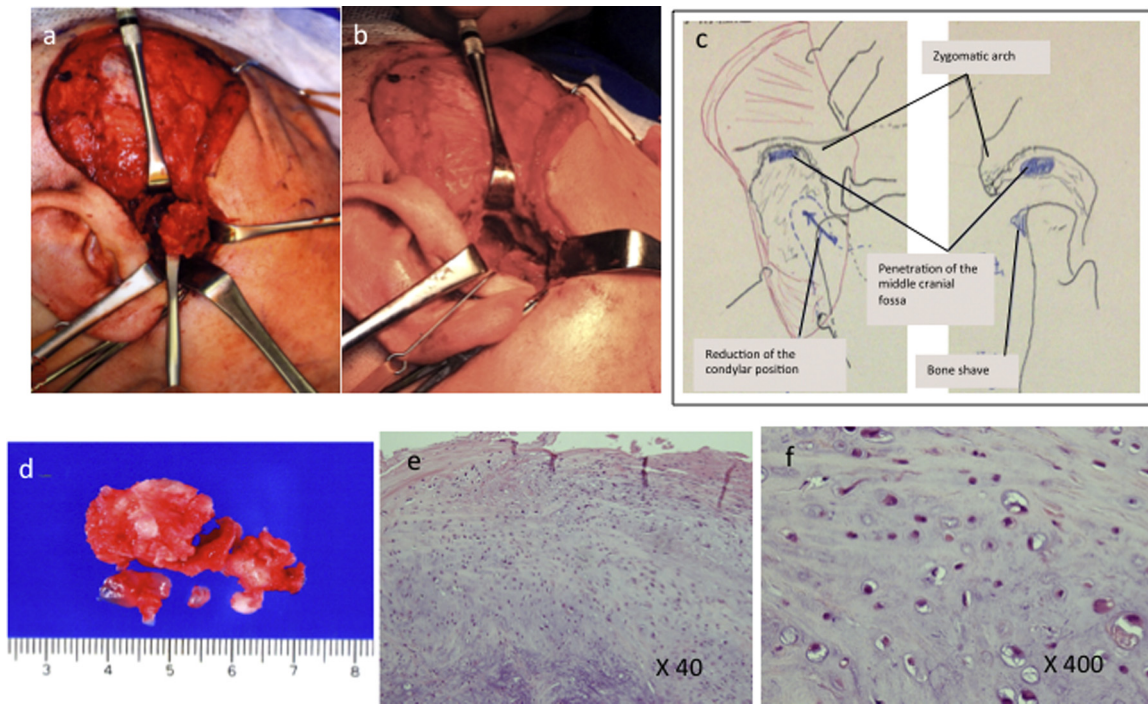 a
b
c
Zygomatic arch
Penetration of the
middle cranial
fossa
Reduction of the
condylar position
Bone shave
d
3 4 5 6 7 8
e
X 40
f
X 400